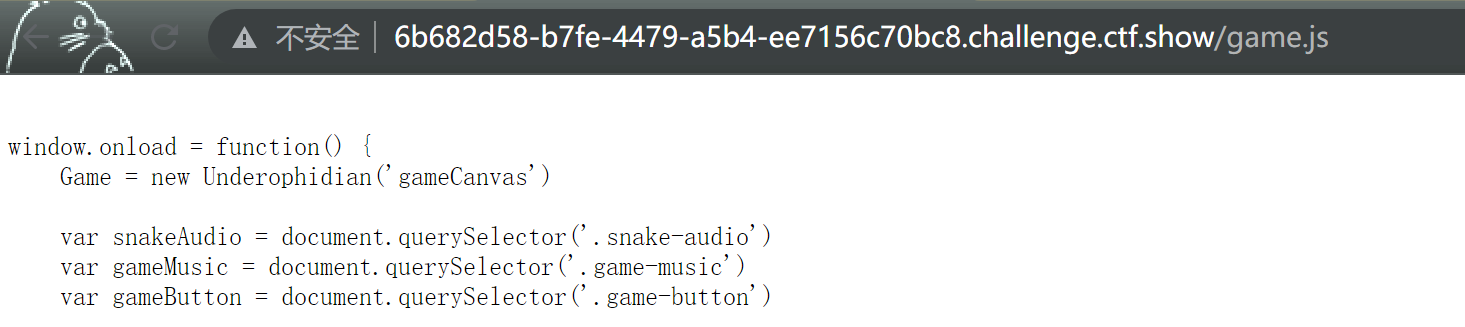 不安全 6b682d58-b7fe-4479-a5b4-ee7156c70bc8.challenge.ctf.show/game.js
window.onload = function() {
    Game = new Underophidian('gameCanvas')
    var snakeAudio = document.querySelector('.snake-audio')
    var gameMusic = document.querySelector('.game-music')
    var gameButton = document.querySelector('.game-button')